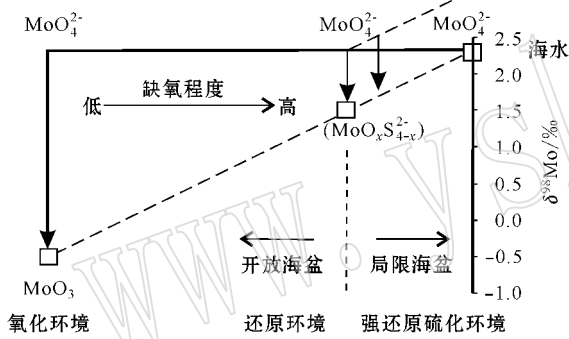 MoO₄²⁻ MoO₄²⁻ MoO₄²⁻
2.5 海水
2.0
缺氧程度
低 高
1.5
(MoOₓS₄₋ₓ²⁻)
1.0
0.5
0.0
-0.5
-1.0
δ⁹⁸Mo/‰
开放海盆 局限海盆
MoO₃
氧化环境 还原环境 强还原硫化环境
www.vs